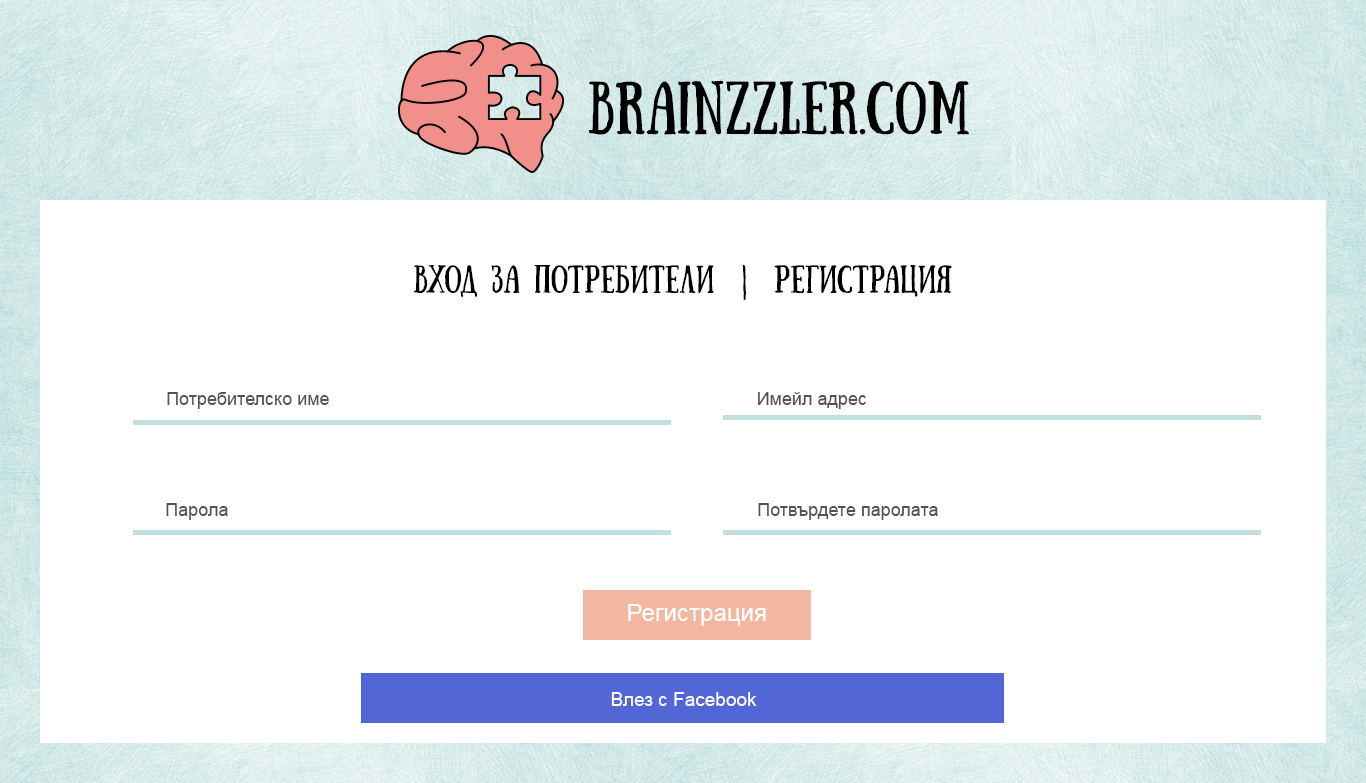 BRAINZZLER.COM
ВХОД ЗА ПОТРЕБИТЕЛИ | РЕГИСТРАЦИЯ
Потребителско име
Имейл адрес
Парола
Потвърдете паролата
Регистрация
Влез с Facebook